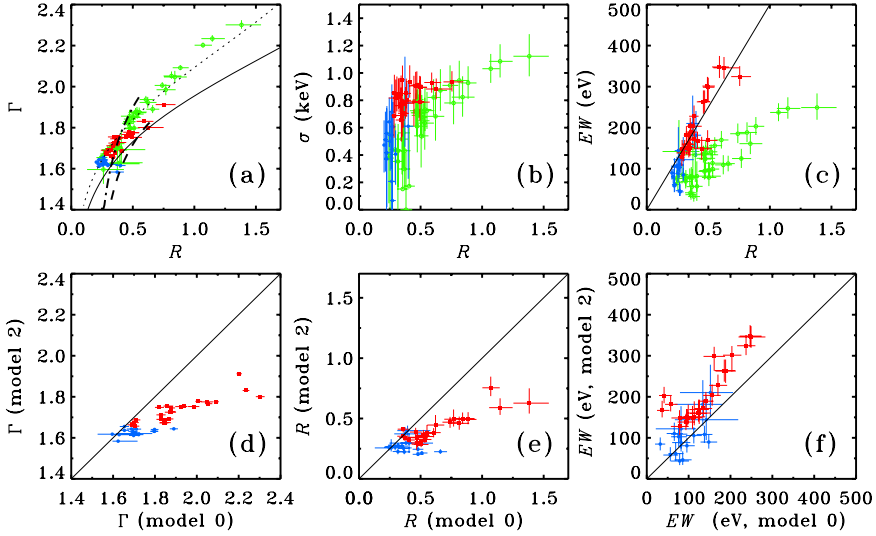 2.4
2.2
2.0
1.8
1.6
1.4
Γ
(a)
0.0 0.5 1.0 1.5
R
1.4
1.2
1.0
0.8
0.6
0.4
0.2
0.0
σ (keV)
(b)
0.0 0.5 1.0 1.5
R
500
400
300
200
100
0
EW (eV)
(c)
0.0 0.5 1.0 1.5
R
2.4
2.2
2.0
1.8
1.6
1.4
Γ (model 2)
(d)
1.4 1.6 1.8 2.0 2.2 2.4
Γ (model 0)
1.5
1.0
0.5
0.0
R (model 2)
(e)
0.0 0.5 1.0 1.5
R (model 0)
500
400
300
200
100
0
EW (eV, model 2)
(f)
0 100 200 300 400 500
EW (eV, model 0)